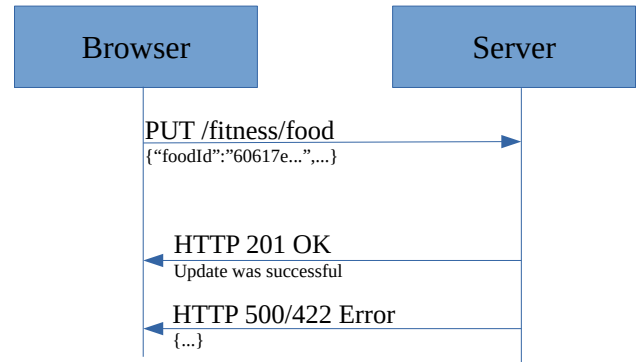 Browser
Server
PUT /fitness/food
{“foodId”:”60617e...”,...}
HTTP 201 OK
Update was successful
HTTP 500/422 Error
{...}